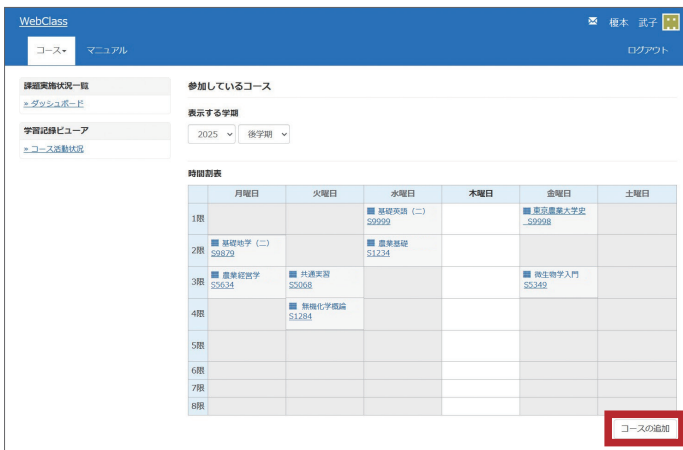 WebClass
榎本 武子
コース
マニュアル
ログアウト
課題実施状況一覧
» ダッシュボード
学習記録ビューア
» コース活動状況
参加しているコース
表示する学期
2025 後学期
時間割表
月曜日 火曜日 水曜日 木曜日 金曜日 土曜日
1限
基礎英語（二）
S9999
東京農業大学史
S9998
2限
基礎地学（二）
S9879
農業基礎
S1234
3限
農業経営学
S5634
共通実習
S5068
微生物学入門
S5349
4限
無機化学概論
S1284
5限
6限
7限
8限
コースの追加